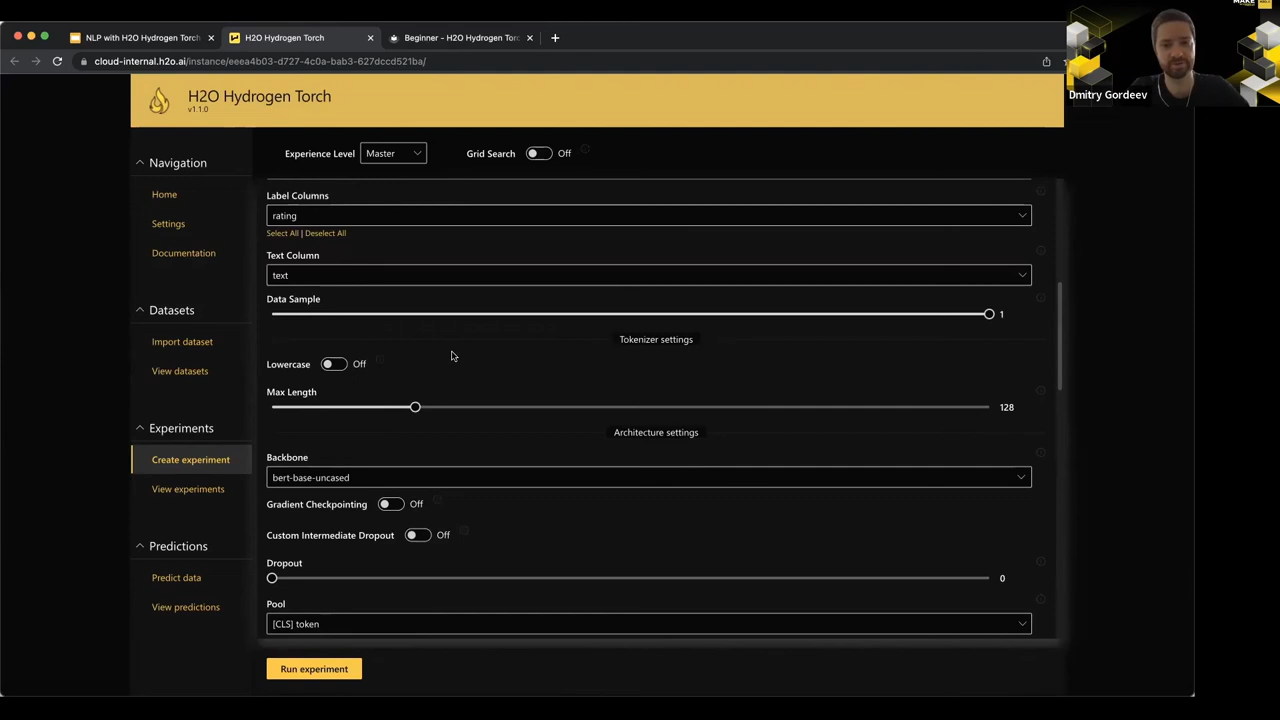 MAKE
NLP with H2O Hydrogen Torch
H2O Hydrogen Torch
Beginner - H2O Hydrogen Torc
cloud-internal.h2o.ai/instance/eeea4b03-d727-4c0a-bab3-627dccd521ba/
Dmitry Gordeev
H2O Hydrogen Torch
v1.1.0
Experience Level
Master
Grid Search
Off
Navigation
Home
Settings
Documentation
Datasets
Import dataset
View datasets
Experiments
Create experiment
View experiments
Predictions
Predict data
View predictions
Label Columns
rating
Select All | Deselect All
Text Column
text
Data Sample
1
Tokenizer settings
Lowercase
Off
Max Length
128
Architecture settings
Backbone
bert-base-uncased
Gradient Checkpointing
Off
Custom Intermediate Dropout
Off
Dropout
0
Pool
[CLS] token
Run experiment